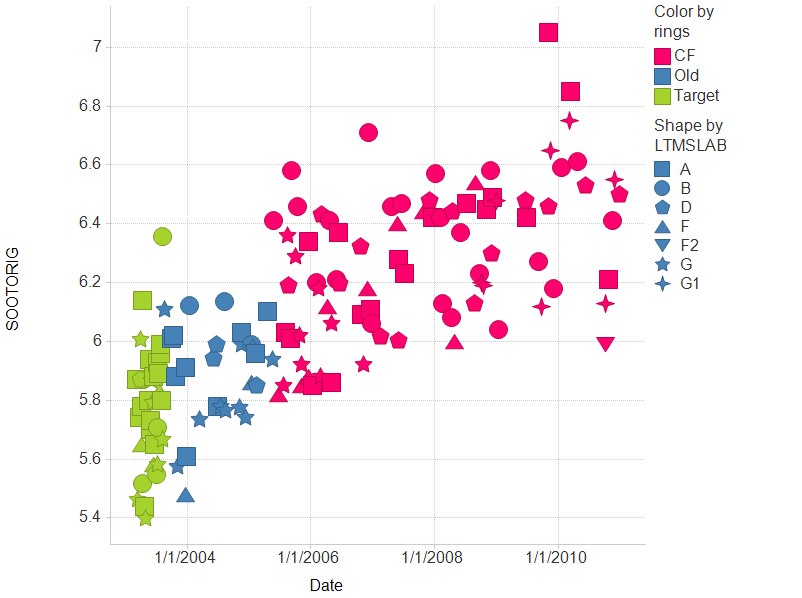 Color by
rings
CF
Old
Target
Shape by
LTMSLAB
A
B
D
F
F2
G
G1
7
6.8
6.6
6.4
6.2
6
5.8
5.6
5.4
SOOTORIG
1/1/2004
1/1/2006
1/1/2008
1/1/2010
Date